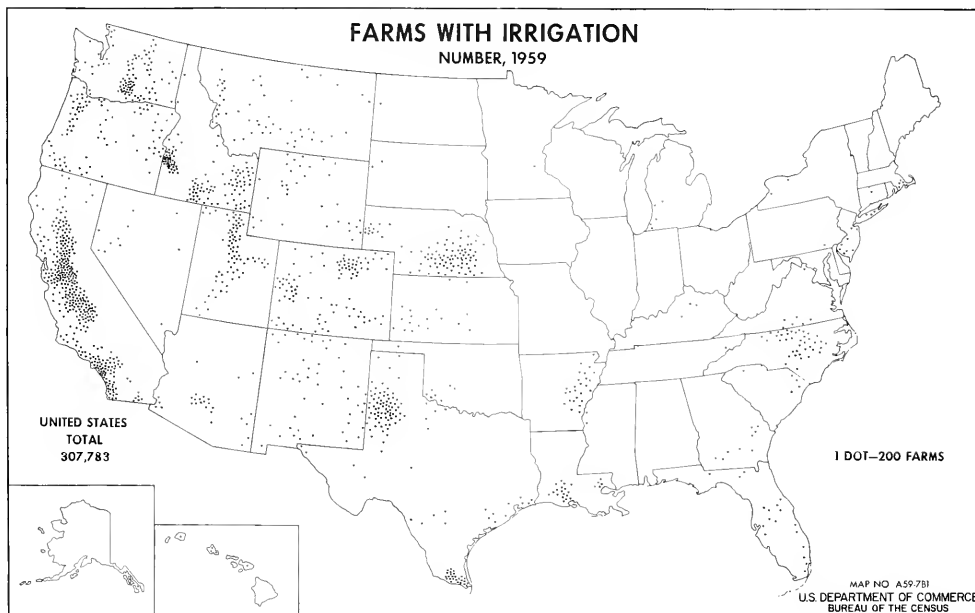 FARMS WITH IRRIGATION
NUMBER, 1959
UNITED STATES
TOTAL
307,783
1 DOT—200 FARMS
MAP NO A59-7B1
U.S. DEPARTMENT OF COMMERCE
BUREAU OF THE CENSUS